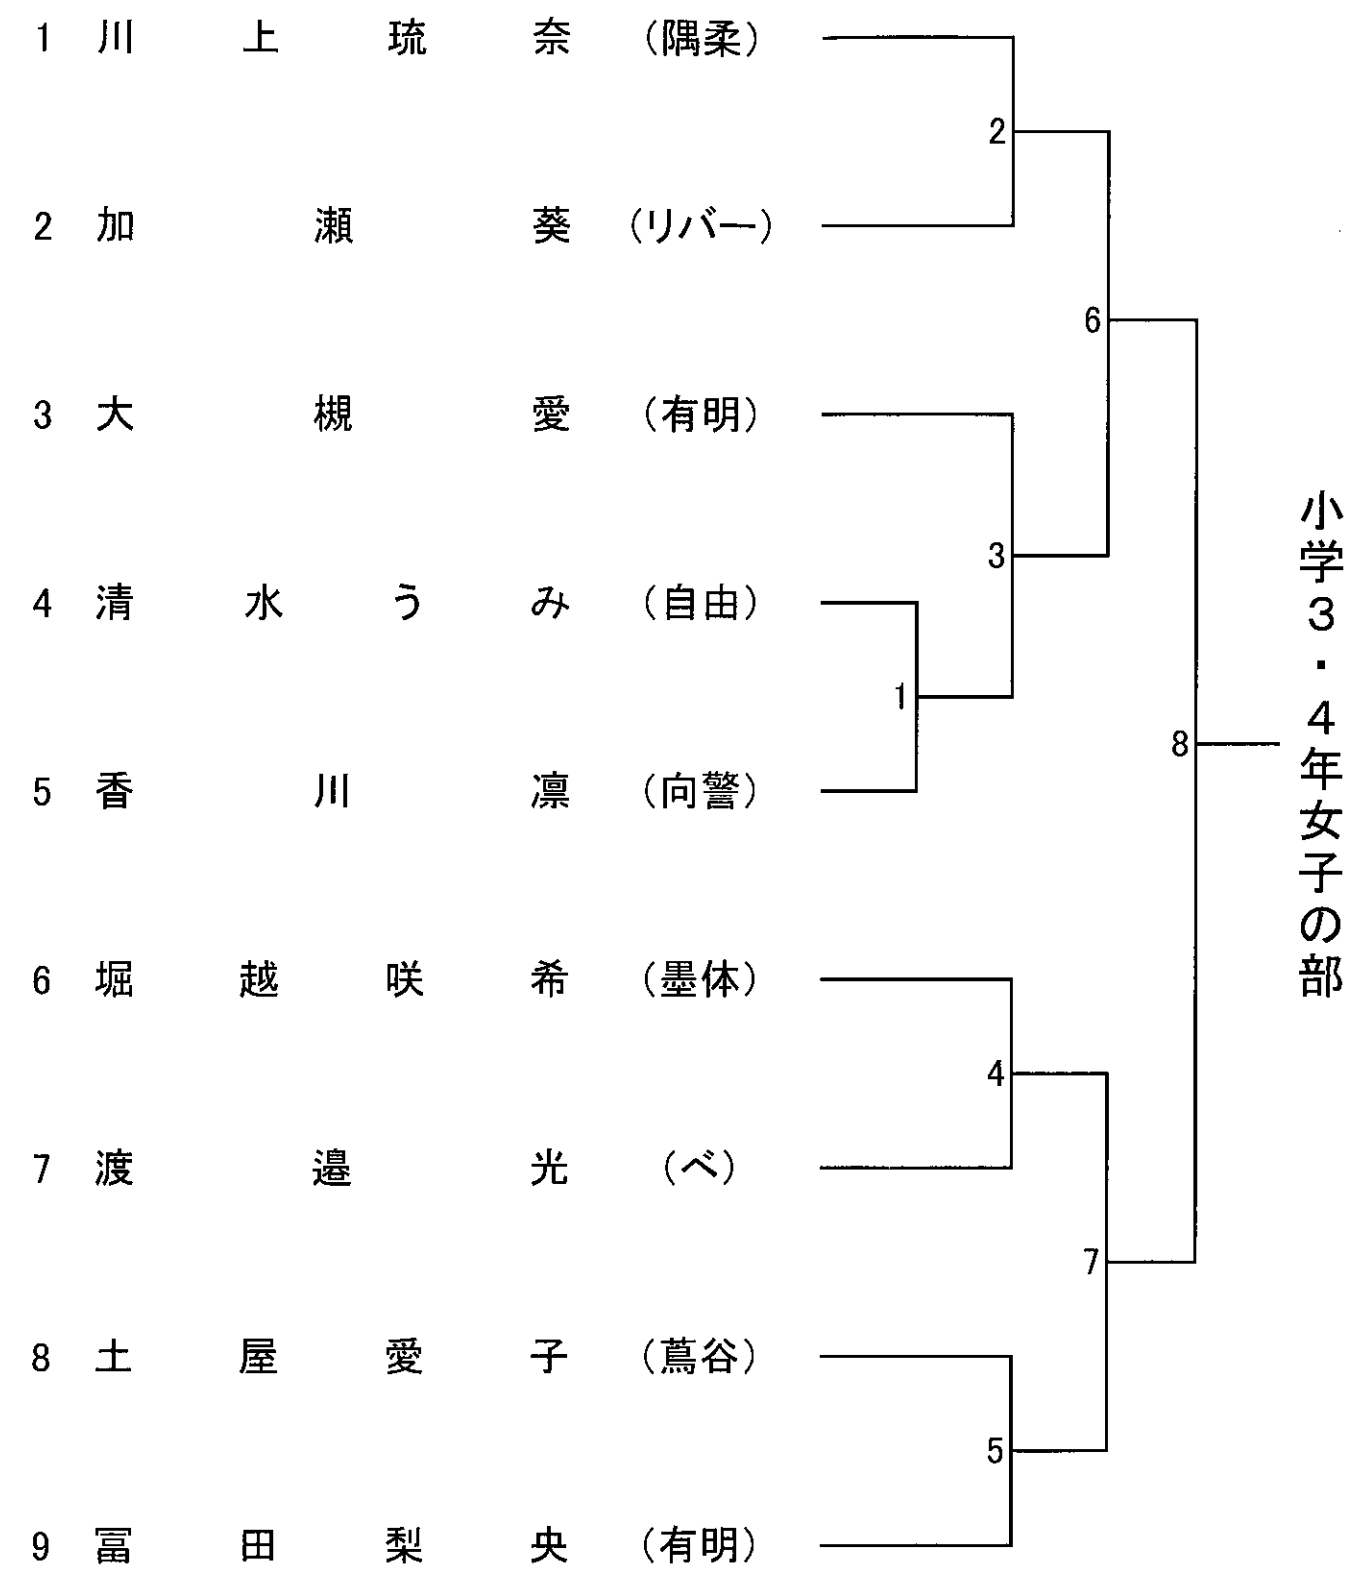 1 川上琉奈 (隅柔)
2 加瀬葵 (リバー)
3 大槻愛 (有明)
4 清水うみ (自由)
5 香川凛 (向警)
6 堀越咲希 (墨体)
7 渡邉光 (ベ)
8 土屋愛子 (蔦谷)
9 冨田梨央 (有明)
2
6
3
1
8
4
7
5
小学3・4年女子の部